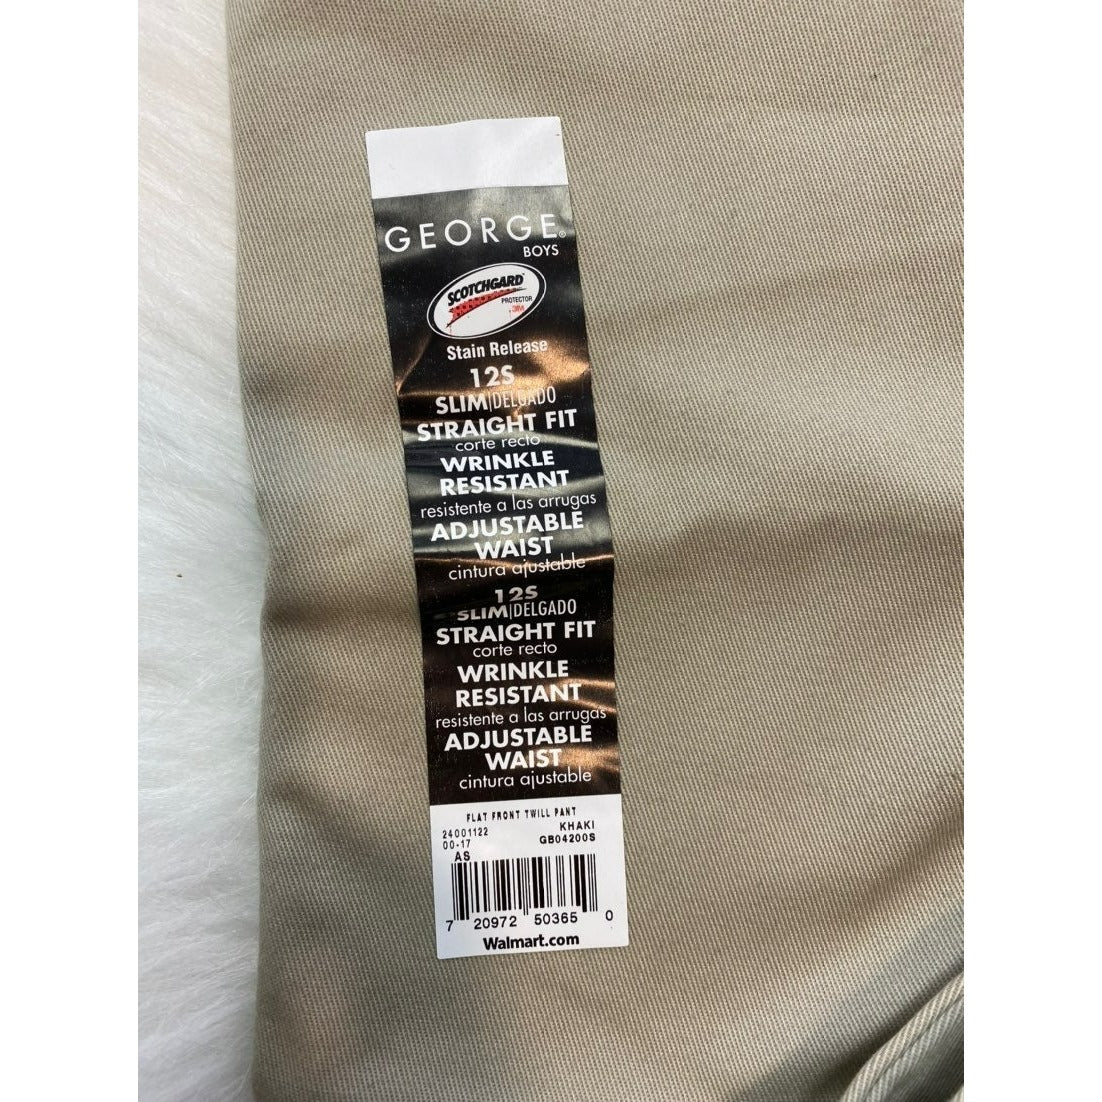 GEORGE®
BOYS
SCOTCHGARD™
PROTECTOR
3M
Stain Release
12S
SLIM|DELGADO
STRAIGHT FIT
corte recto
WRINKLE
RESISTANT
resistente a las arrugas
ADJUSTABLE
WAIST
cintura ajustable
12S
SLIM|DELGADO
STRAIGHT FIT
corte recto
WRINKLE
RESISTANT
resistente a las arrugas
ADJUSTABLE
WAIST
cintura ajustable
FLAT FRONT TWILL PANT
24001122 KHAKI
00-17 GB04200S
AS
7 20972 50365 0
Walmart.com